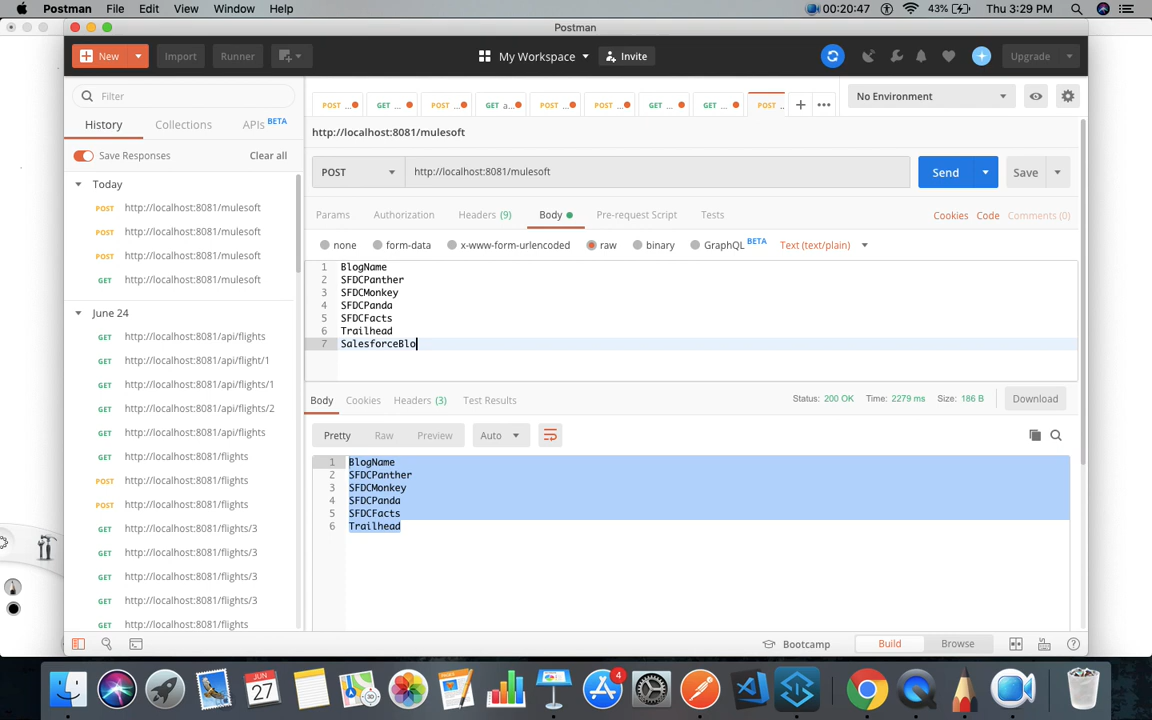 Postman File Edit View Window Help 00:20:47 43% Thu 3:29 PM
Postman
New Import Runner My Workspace Invite Upgrade
Filter
History Collections APIs BETA
Save Responses Clear all
Today
POST http://localhost:8081/mulesoft
POST http://localhost:8081/mulesoft
POST http://localhost:8081/mulesoft
GET http://localhost:8081/mulesoft
June 24
GET http://localhost:8081/api/flights
GET http://localhost:8081/api/flight/1
GET http://localhost:8081/api/flights/1
GET http://localhost:8081/api/flights/2
GET http://localhost:8081/api/flights
GET http://localhost:8081/flights
POST http://localhost:8081/flights
POST http://localhost:8081/flights
GET http://localhost:8081/flights/3
GET http://localhost:8081/flights/3
GET http://localhost:8081/flights/3
GET http://localhost:8081/flights/3
GET http://localhost:8081/flights
POST ... GET ... POST ... GET a... POST ... POST ... GET ... GET ... POST .. + ••• No Environment
http://localhost:8081/mulesoft
POST http://localhost:8081/mulesoft Send Save
Params Authorization Headers (9) Body Pre-request Script Tests Cookies Code Comments (0)
none form-data x-www-form-urlencoded raw binary GraphQL BETA Text (text/plain)
1 BlogName
2 SFDCPanther
3 SFDCMonkey
4 SFDCPanda
5 SFDCFacts
6 Trailhead
7 SalesforceBlo
Body Cookies Headers (3) Test Results Status: 200 OK Time: 2279 ms Size: 186 B Download
Pretty Raw Preview Auto
1 BlogName
2 SFDCPanther
3 SFDCMonkey
4 SFDCPanda
5 SFDCFacts
6 Trailhead
Bootcamp Build Browse
JUN
27
4